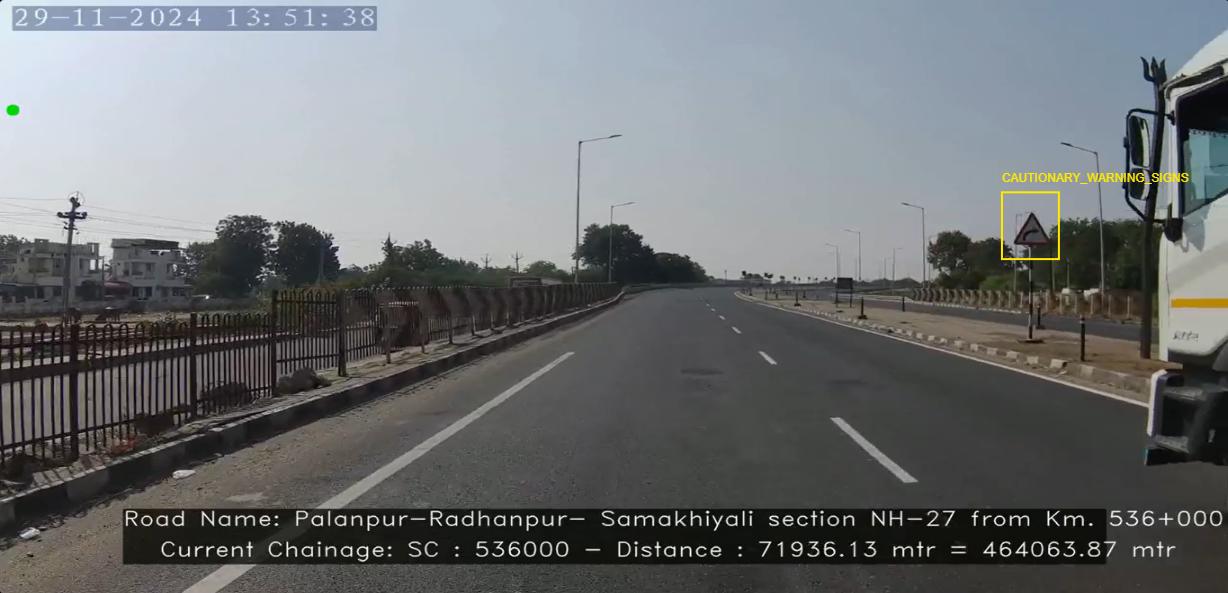 29-11-2024 13:51:38
CAUTIONARY_WARNING_SIGNS
Road Name: Palanpur-Radhanpur- Samakhiyali section NH-27 from Km. 536+000
Current Chainage: SC : 536000 - Distance : 71936.13 mtr = 464063.87 mtr